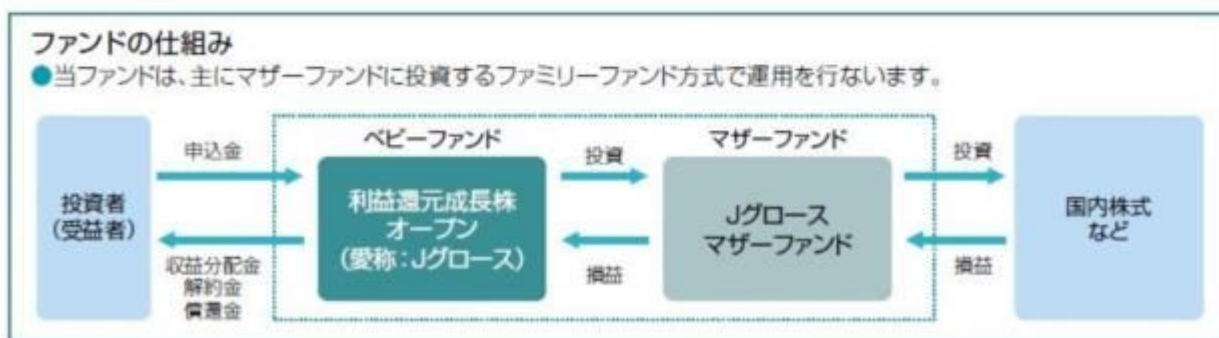 ファンドの仕組み
●当ファンドは、主にマザーファンドに投資するファミリーファンド方式で運用を行ないます。
投資者
（受益者）
申込金
収益分配金
解約金
償還金
ベビーファンド
利益還元成長株
オープン
（愛称：Jグロース）
投資
損益
マザーファンド
Jグロース
マザーファンド
投資
損益
国内株式
など